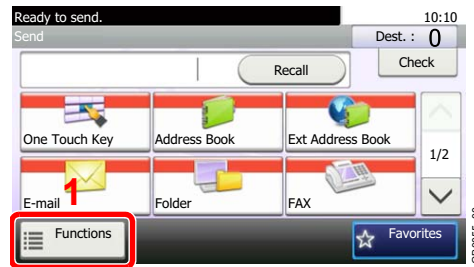 Ready to send.
10:10
Send
Dest. : 0
Recall
Check
One Touch Key
Address Book
Ext Address Book
1/2
E-mail
Folder
FAX
1
Functions
Favorites